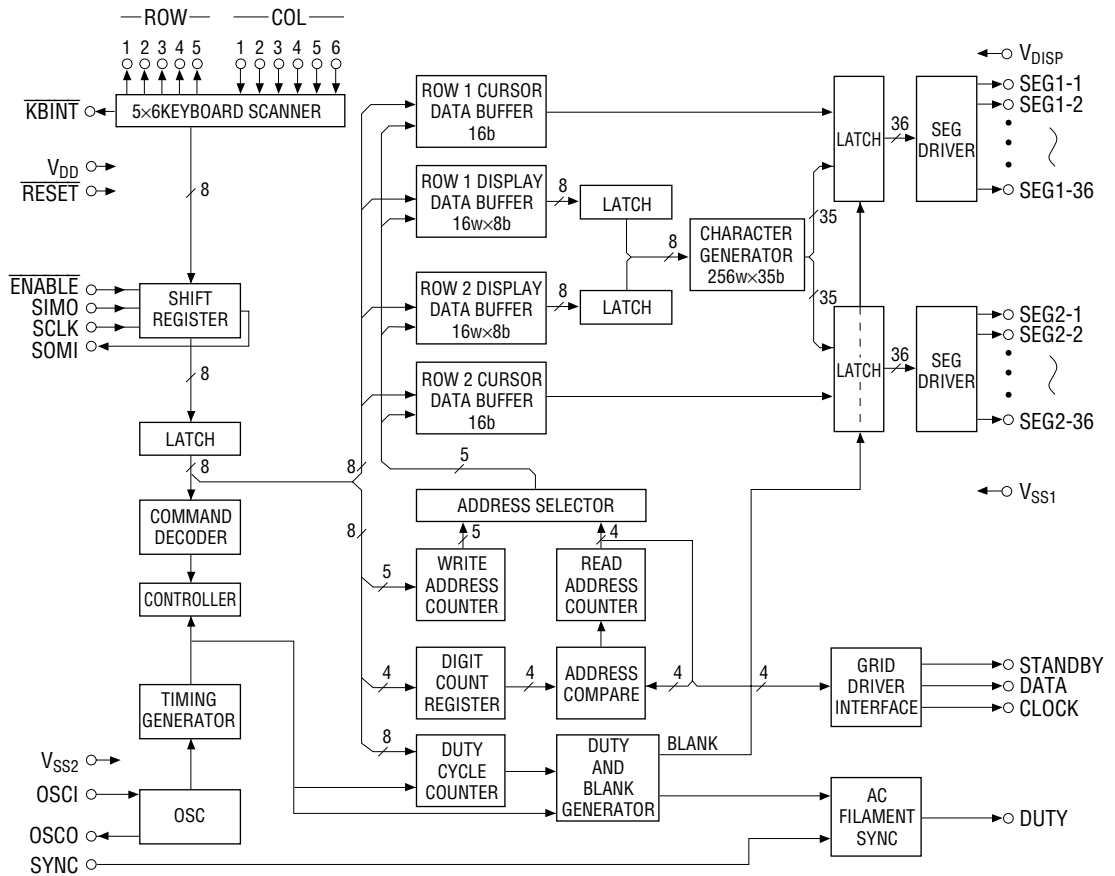 ROW
COL
1 2 3 4 5
1 2 3 4 5 6
KBINT
5×6KEYBOARD SCANNER
VDD
RESET
8
ENABLE
SIMO
SCLK
SOMI
SHIFT
REGISTER
8
LATCH
8
COMMAND
DECODER
CONTROLLER
TIMING
GENERATOR
VSS2
OSCI
OSCO
SYNC
OSC
8
8
ROW 1 CURSOR
DATA BUFFER
16b
ROW 1 DISPLAY
DATA BUFFER
16w×8b
8
LATCH
ROW 2 DISPLAY
DATA BUFFER
16w×8b
8
LATCH
8
CHARACTER
GENERATOR
256w×35b
35
35
ROW 2 CURSOR
DATA BUFFER
16b
5
ADDRESS SELECTOR
5
4
5
WRITE
ADDRESS
COUNTER
READ
ADDRESS
COUNTER
4
DIGIT
COUNT
REGISTER
4
ADDRESS
COMPARE
4
4
8
DUTY
CYCLE
COUNTER
DUTY
AND
BLANK
GENERATOR
BLANK
LATCH
36
SEG
DRIVER
VDISP
SEG1-1
SEG1-2
SEG1-36
LATCH
36
SEG
DRIVER
SEG2-1
SEG2-2
SEG2-36
VSS1
GRID
DRIVER
INTERFACE
STANDBY
DATA
CLOCK
AC
FILAMENT
SYNC
DUTY